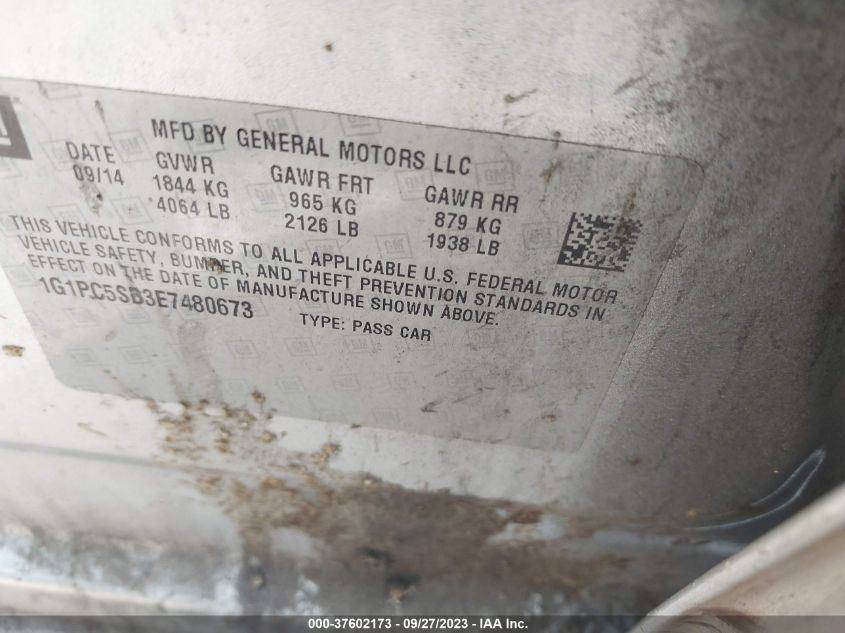 MFD BY GENERAL MOTORS LLC
DATE GVWR GAWR FRT GAWR RR
09/14 1844 KG 965 KG 879 KG
4064 LB 2126 LB 1938 LB
THIS VEHICLE CONFORMS TO ALL APPLICABLE U.S. FEDERAL MOTOR
VEHICLE SAFETY, BUMPER, AND THEFT PREVENTION STANDARDS IN
EFFECT ON THE DATE OF MANUFACTURE SHOWN ABOVE.
1G1PC5SB3E7480673 TYPE: PASS CAR
000-37602173 / 09/27/2023 / IAA Inc.